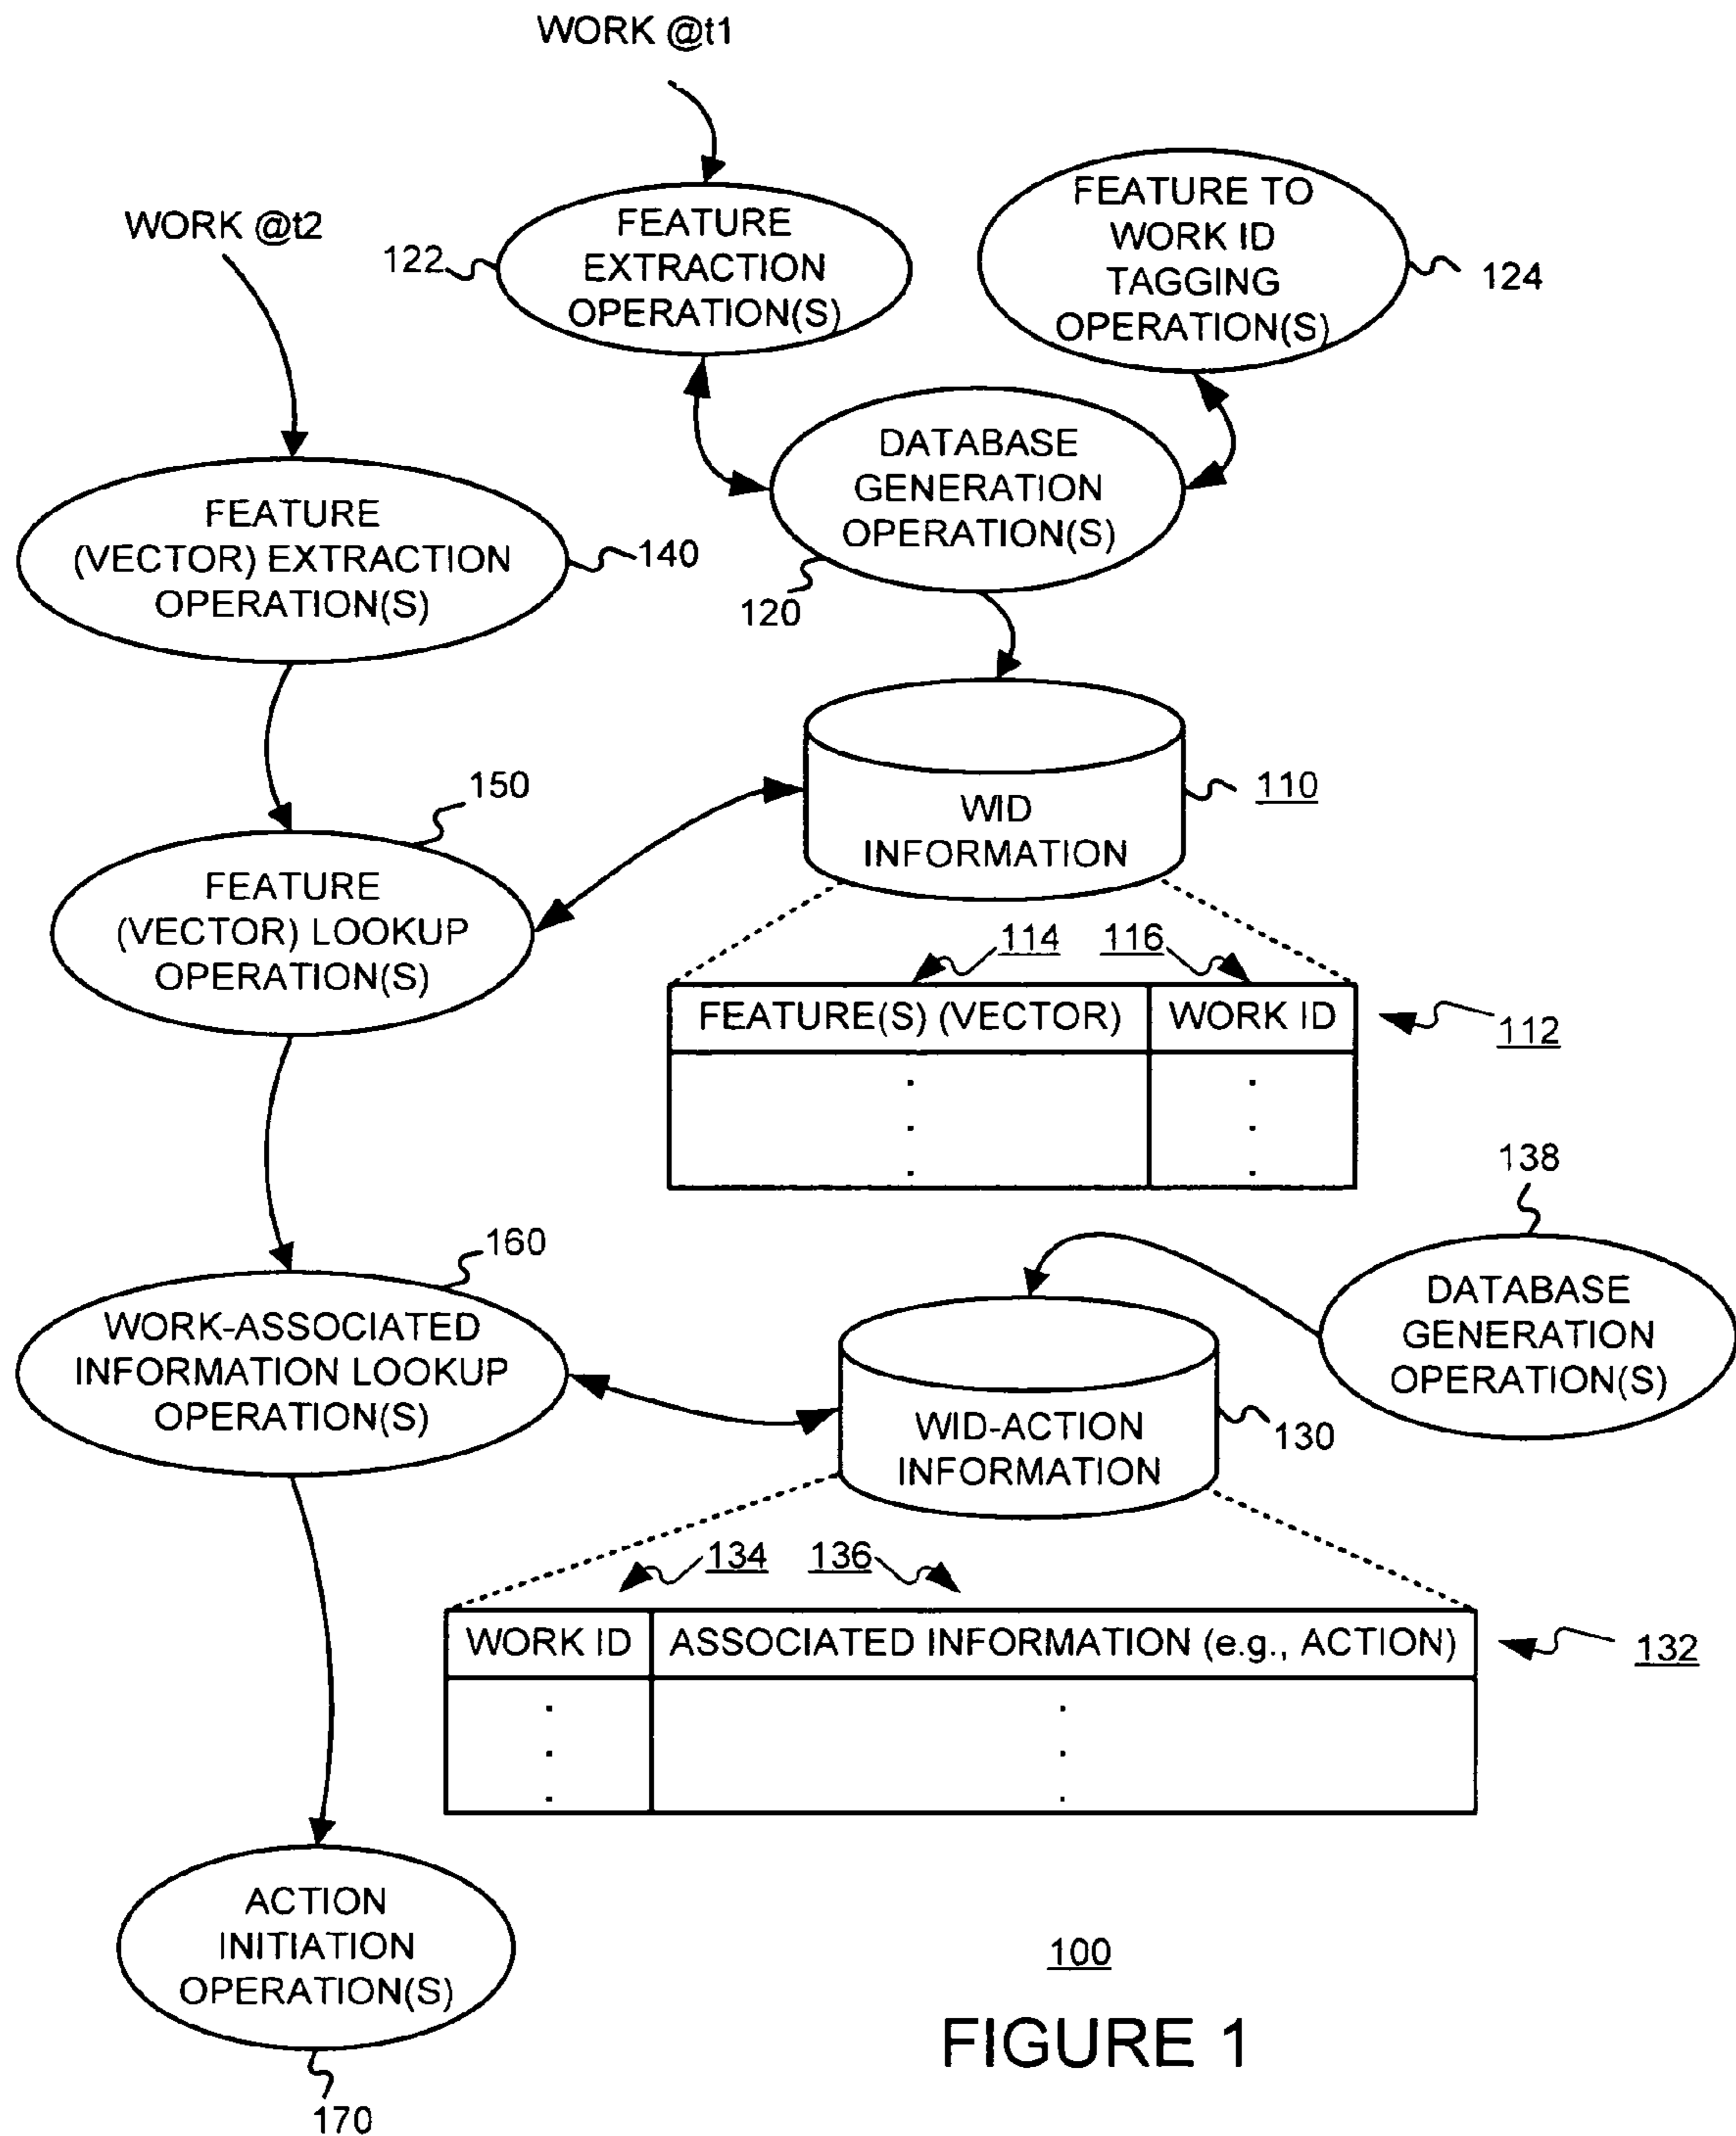 WORK @t1
WORK @t2
122
FEATURE
EXTRACTION
OPERATION(S)
FEATURE TO
WORK ID
TAGGING
OPERATION(S)
124
DATABASE
GENERATION
OPERATION(S)
120
FEATURE
(VECTOR) EXTRACTION
OPERATION(S)
140
WID
INFORMATION
110
150
FEATURE
(VECTOR) LOOKUP
OPERATION(S)
114
116
FEATURE(S) (VECTOR)
WORK ID
112
.
.
.
.
.
.
138
DATABASE
GENERATION
OPERATION(S)
160
WORK-ASSOCIATED
INFORMATION LOOKUP
OPERATION(S)
WID-ACTION
INFORMATION
130
134
136
WORK ID
ASSOCIATED INFORMATION (e.g., ACTION)
132
.
.
.
.
.
.
ACTION
INITIATION
OPERATION(S)
170
100
FIGURE 1